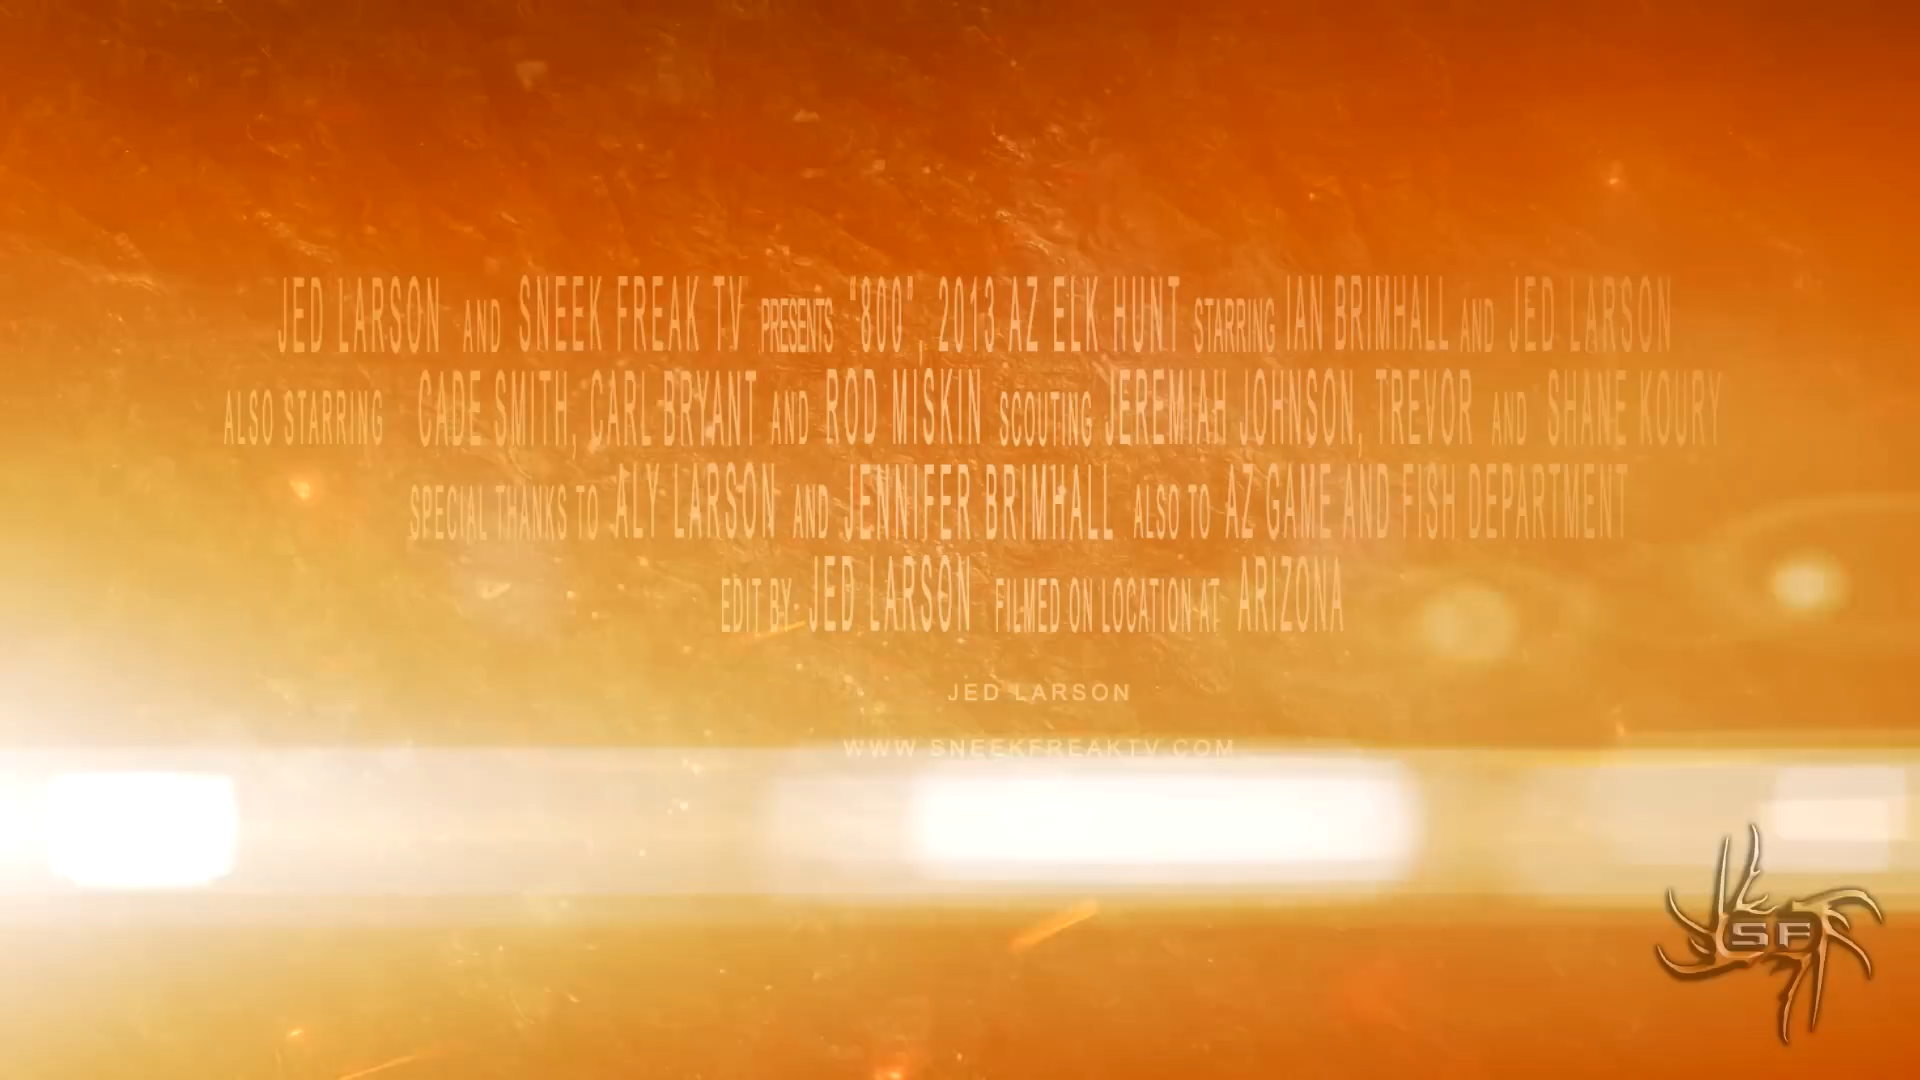 JED LARSON AND SNEEK FREAK TV PRESENTS "800", 2013 AZ ELK HUNT STARRING IAN BRIMHALL AND JED LARSON
ALSO STARRING CADE SMITH, CARL BRYANT AND ROD MISKIN SCOUTING JEREMIAH JOHNSON, TREVOR AND SHANE KOURY
SPECIAL THANKS TO ALY LARSON AND JENNIFER BRIMHALL ALSO TO AZ GAME AND FISH DEPARTMENT
EDIT BY JED LARSON FILMED ON LOCATION AT ARIZONA
JED LARSON
WWW SNEEKFREAKTV.COM
SF